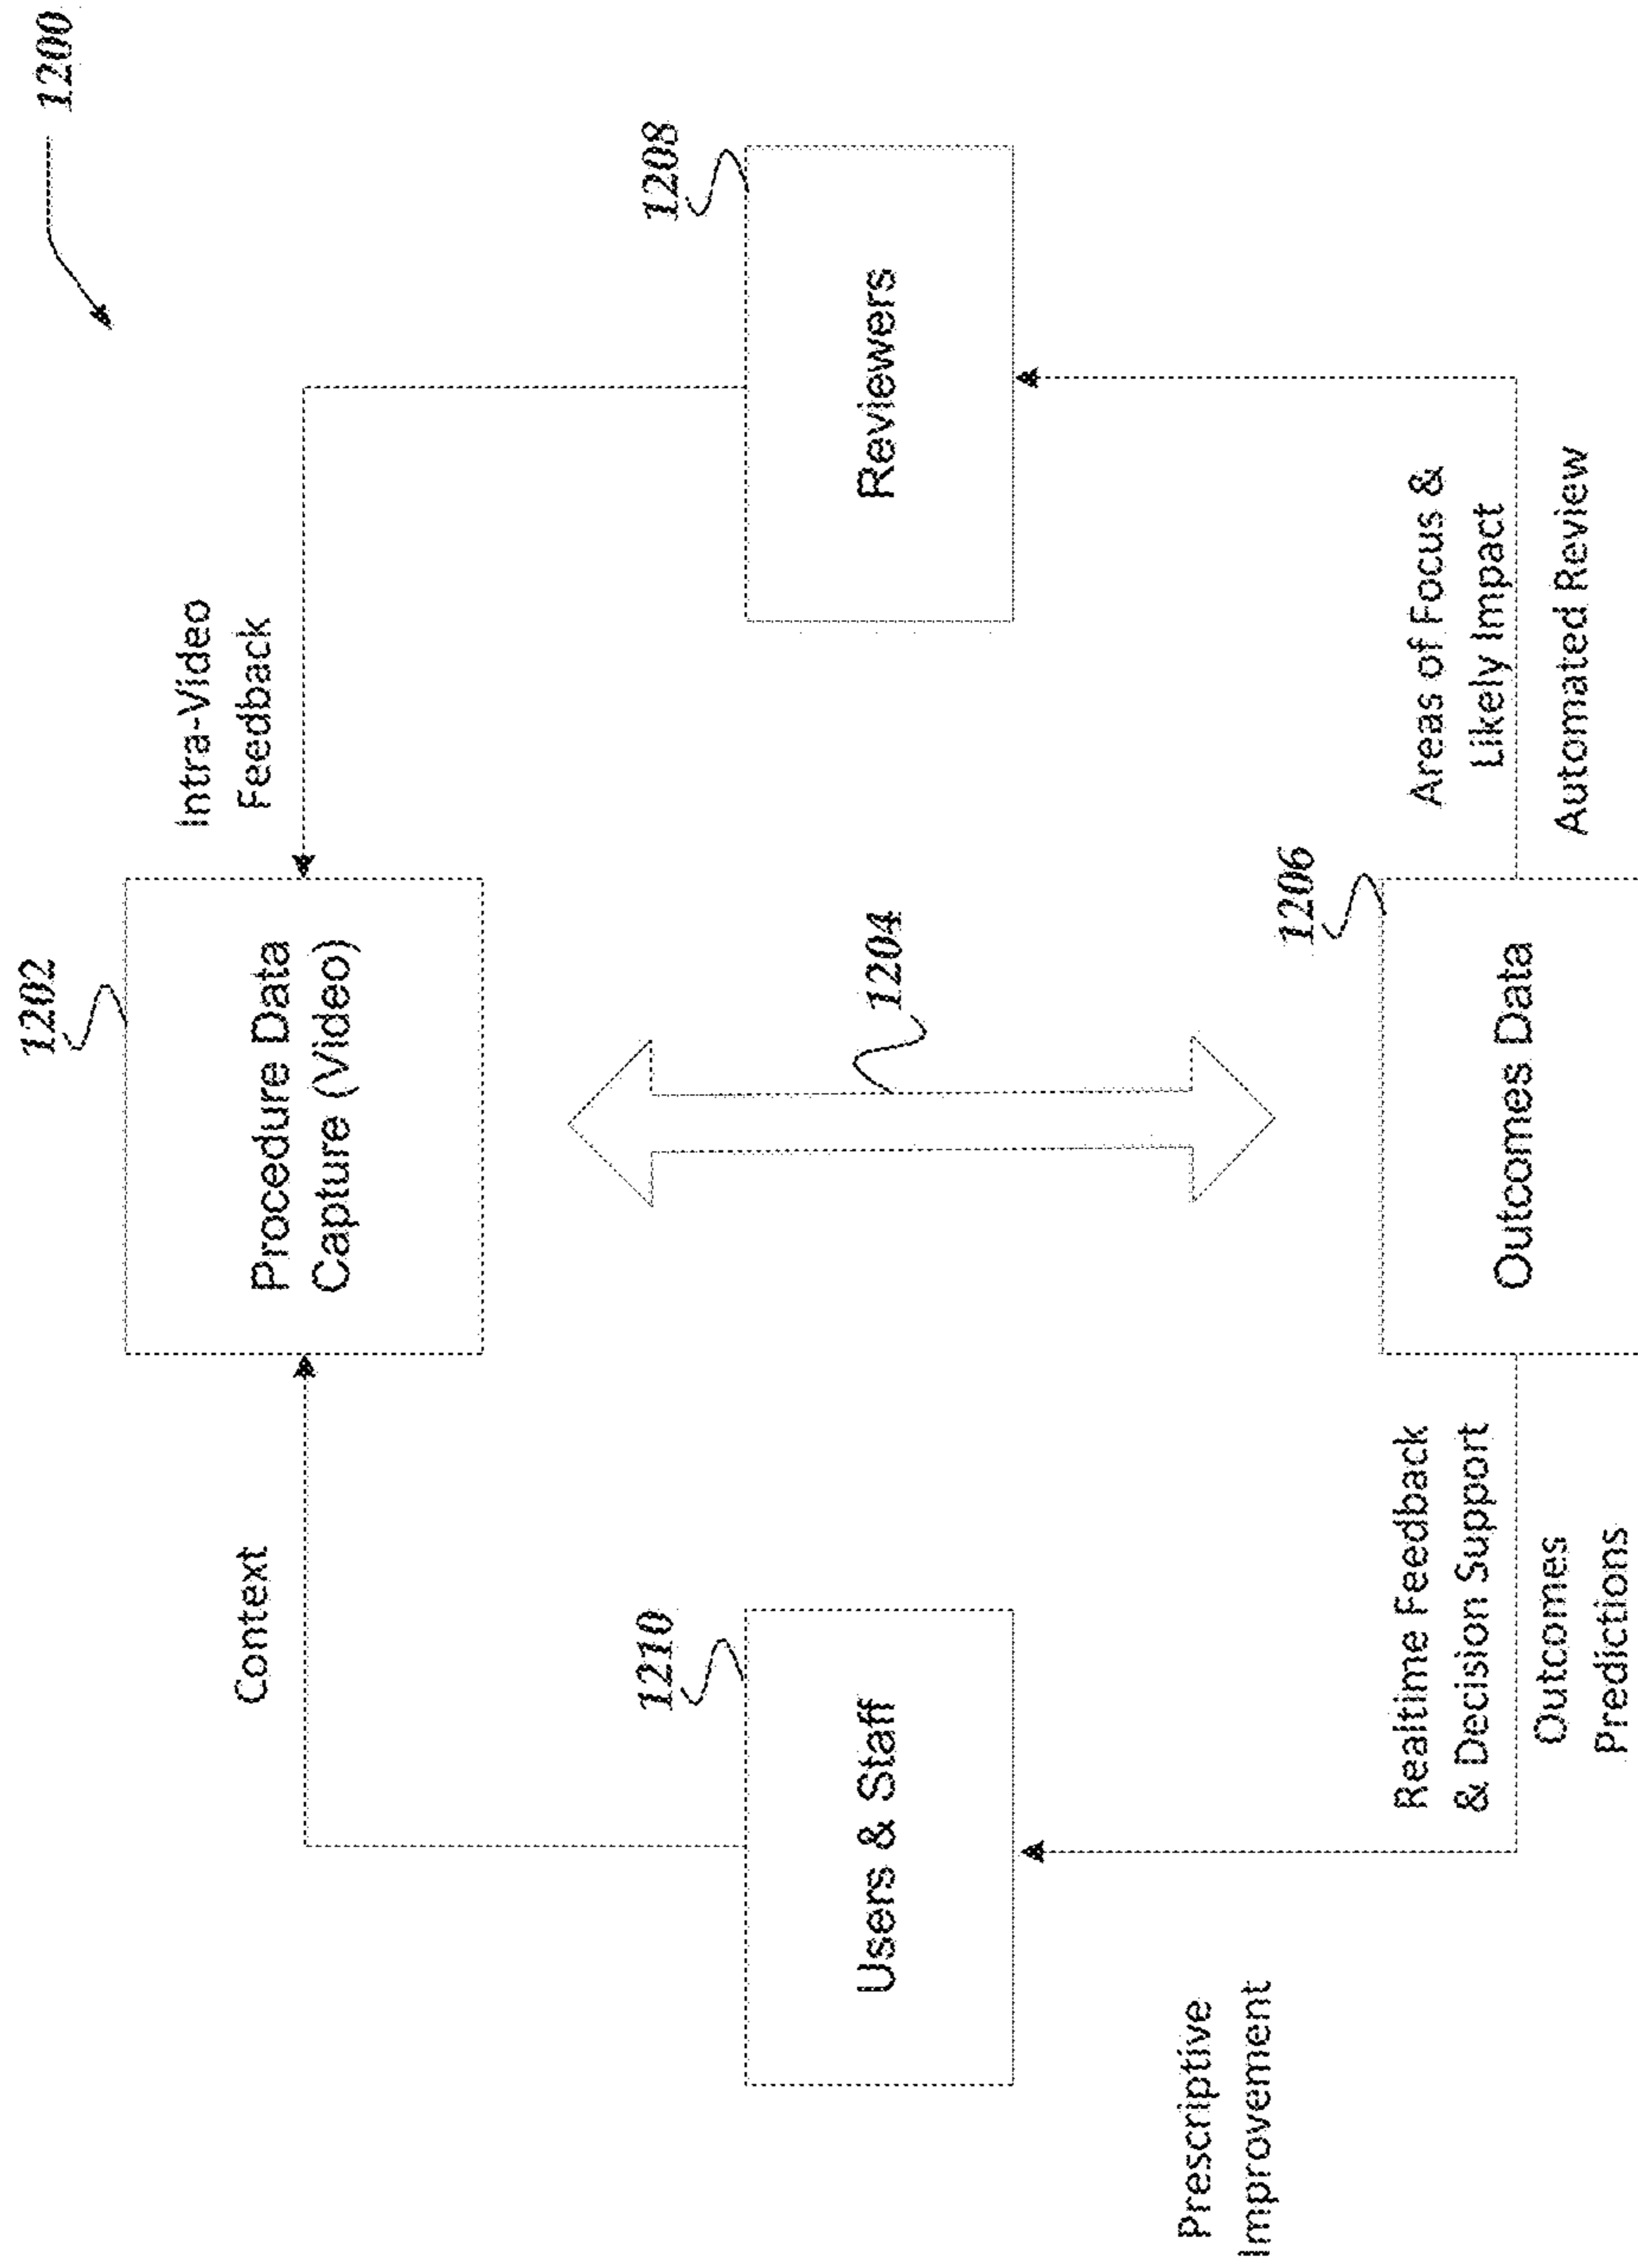 1200
1202
Procedure Data
Capture (Video)
Context
Intra-Video
Feedback
1210
Users & Staff
1208
Reviewers
1204
1206
Outcomes Data
Prescriptive
Improvement
Realtime Feedback
& Decision Support
Outcomes
Predictions
Areas of Focus &
Likely Impact
Automated Review